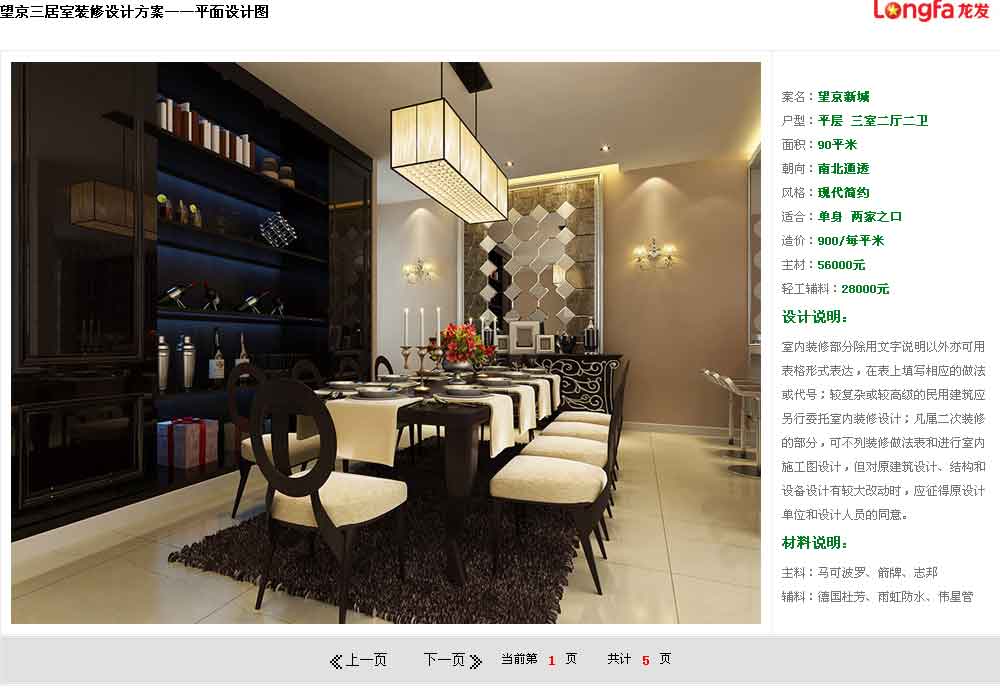 望京三居室装修设计方案——平面设计图
Longfa龙发
案名：望京新城
户型：平层 三室二厅二卫
面积：90平米
朝向：南北通透
风格：现代简约
适合：单身 两家之口
造价：900/每平米
主材：56000元
轻工辅料：28000元
设计说明：
室内装修部分除用文字说明以外亦可用
表格形式表达，在表上填写相应的做法
或代号；较复杂或较高级的民用建筑应
另行委托室内装修设计；凡属二次装修
的部分，可不列装修做法表和进行室内
施工图设计，但对原建筑设计、结构和
设备设计有较大改动时，应征得原设计
单位和设计人员的同意。
材料说明：
主料：马可波罗、箭牌、志邦
辅料：德国杜芳、雨虹防水、伟星管
上一页 下一页 当前第 1 页 共计 5 页